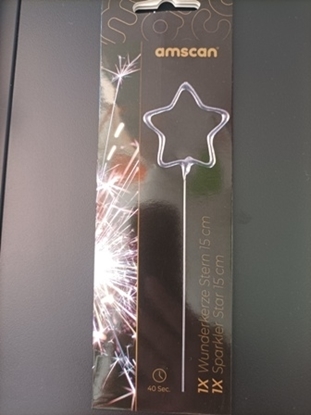 amscan
1X Wunderkerze Stern 15 cm
1X Sparkler Star 15 cm
40 Sec.